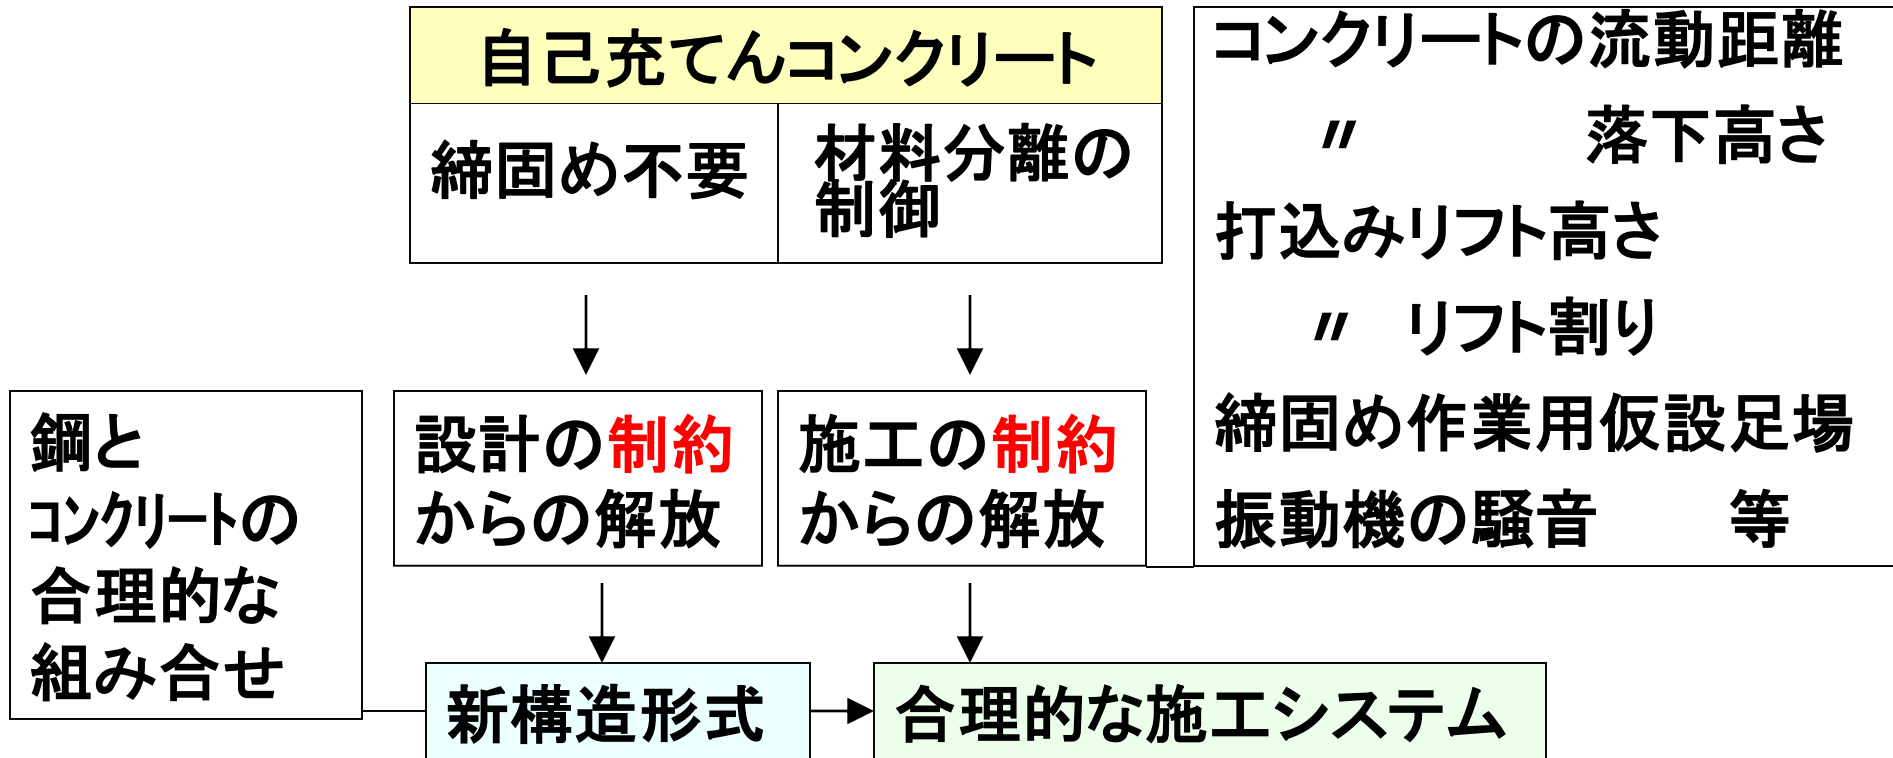 自己充てんコンクリート
締固め不要
材料分離の
制御
コンクリートの流動距離
〃 落下高さ
打込みリフト高さ
〃 リフト割り
締固め作業用仮設足場
振動機の騒音 等
鋼と
コンクリートの
合理的な
組み合せ
設計の制約
からの解放
施工の制約
からの解放
新構造形式
合理的な施工システム